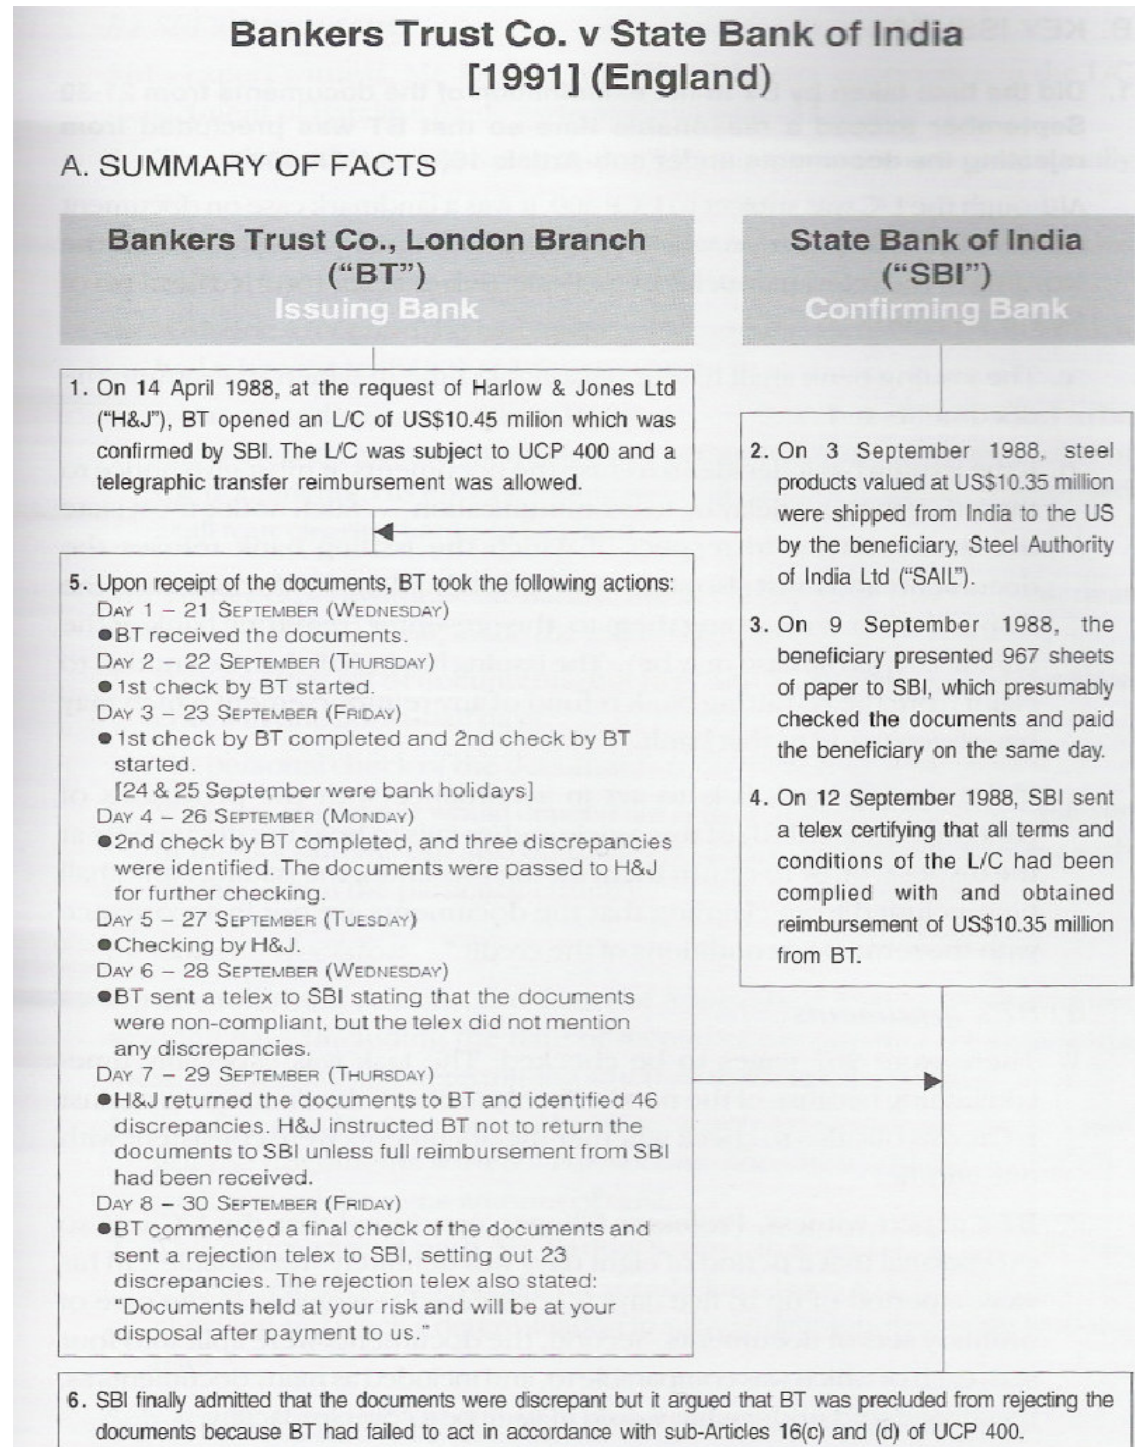 Bankers Trust Co. v State Bank of India
[1991] (England)
A. SUMMARY OF FACTS
Bankers Trust Co., London Branch
("BT")
Issuing Bank
State Bank of India
("SBI")
Confirming Bank
1. On 14 April 1988, at the request of Harlow & Jones Ltd
("H&J"), BT opened an L/C of US$10.45 milion which was
confirmed by SBI. The L/C was subject to UCP 400 and a
telegraphic transfer reimbursement was allowed.
2. On 3 September 1988, steel
products valued at US$10.35 million
were shipped from India to the US
by the beneficiary, Steel Authority
of India Ltd ("SAIL").
3. On 9 September 1988, the
beneficiary presented 967 sheets
of paper to SBI, which presumably
checked the documents and paid
the beneficiary on the same day.
4. On 12 September 1988, SBI sent
a telex certifying that all terms and
conditions of the L/C had been
complied with and obtained
reimbursement of US$10.35 million
from BT.
5. Upon receipt of the documents, BT took the following actions:
DAY 1 – 21 SEPTEMBER (WEDNESDAY)
●BT received the documents.
DAY 2 – 22 SEPTEMBER (THURSDAY)
●1st check by BT started.
DAY 3 – 23 SEPTEMBER (FRIDAY)
●1st check by BT completed and 2nd check by BT
started.
[24 & 25 September were bank holidays]
DAY 4 – 26 SEPTEMBER (MONDAY)
●2nd check by BT completed, and three discrepancies
were identified. The documents were passed to H&J
for further checking.
DAY 5 – 27 SEPTEMBER (TUESDAY)
●Checking by H&J.
DAY 6 – 28 SEPTEMBER (WEDNESDAY)
●BT sent a telex to SBI stating that the documents
were non-compliant, but the telex did not mention
any discrepancies.
DAY 7 – 29 SEPTEMBER (THURSDAY)
●H&J returned the documents to BT and identified 46
discrepancies. H&J instructed BT not to return the
documents to SBI unless full reimbursement from SBI
had been received.
DAY 8 – 30 SEPTEMBER (FRIDAY)
●BT commenced a final check of the documents and
sent a rejection telex to SBI, setting out 23
discrepancies. The rejection telex also stated:
"Documents held at your risk and will be at your
disposal after payment to us."
6. SBI finally admitted that the documents were discrepant but it argued that BT was precluded from rejecting the
documents because BT had failed to act in accordance with sub-Articles 16(c) and (d) of UCP 400.